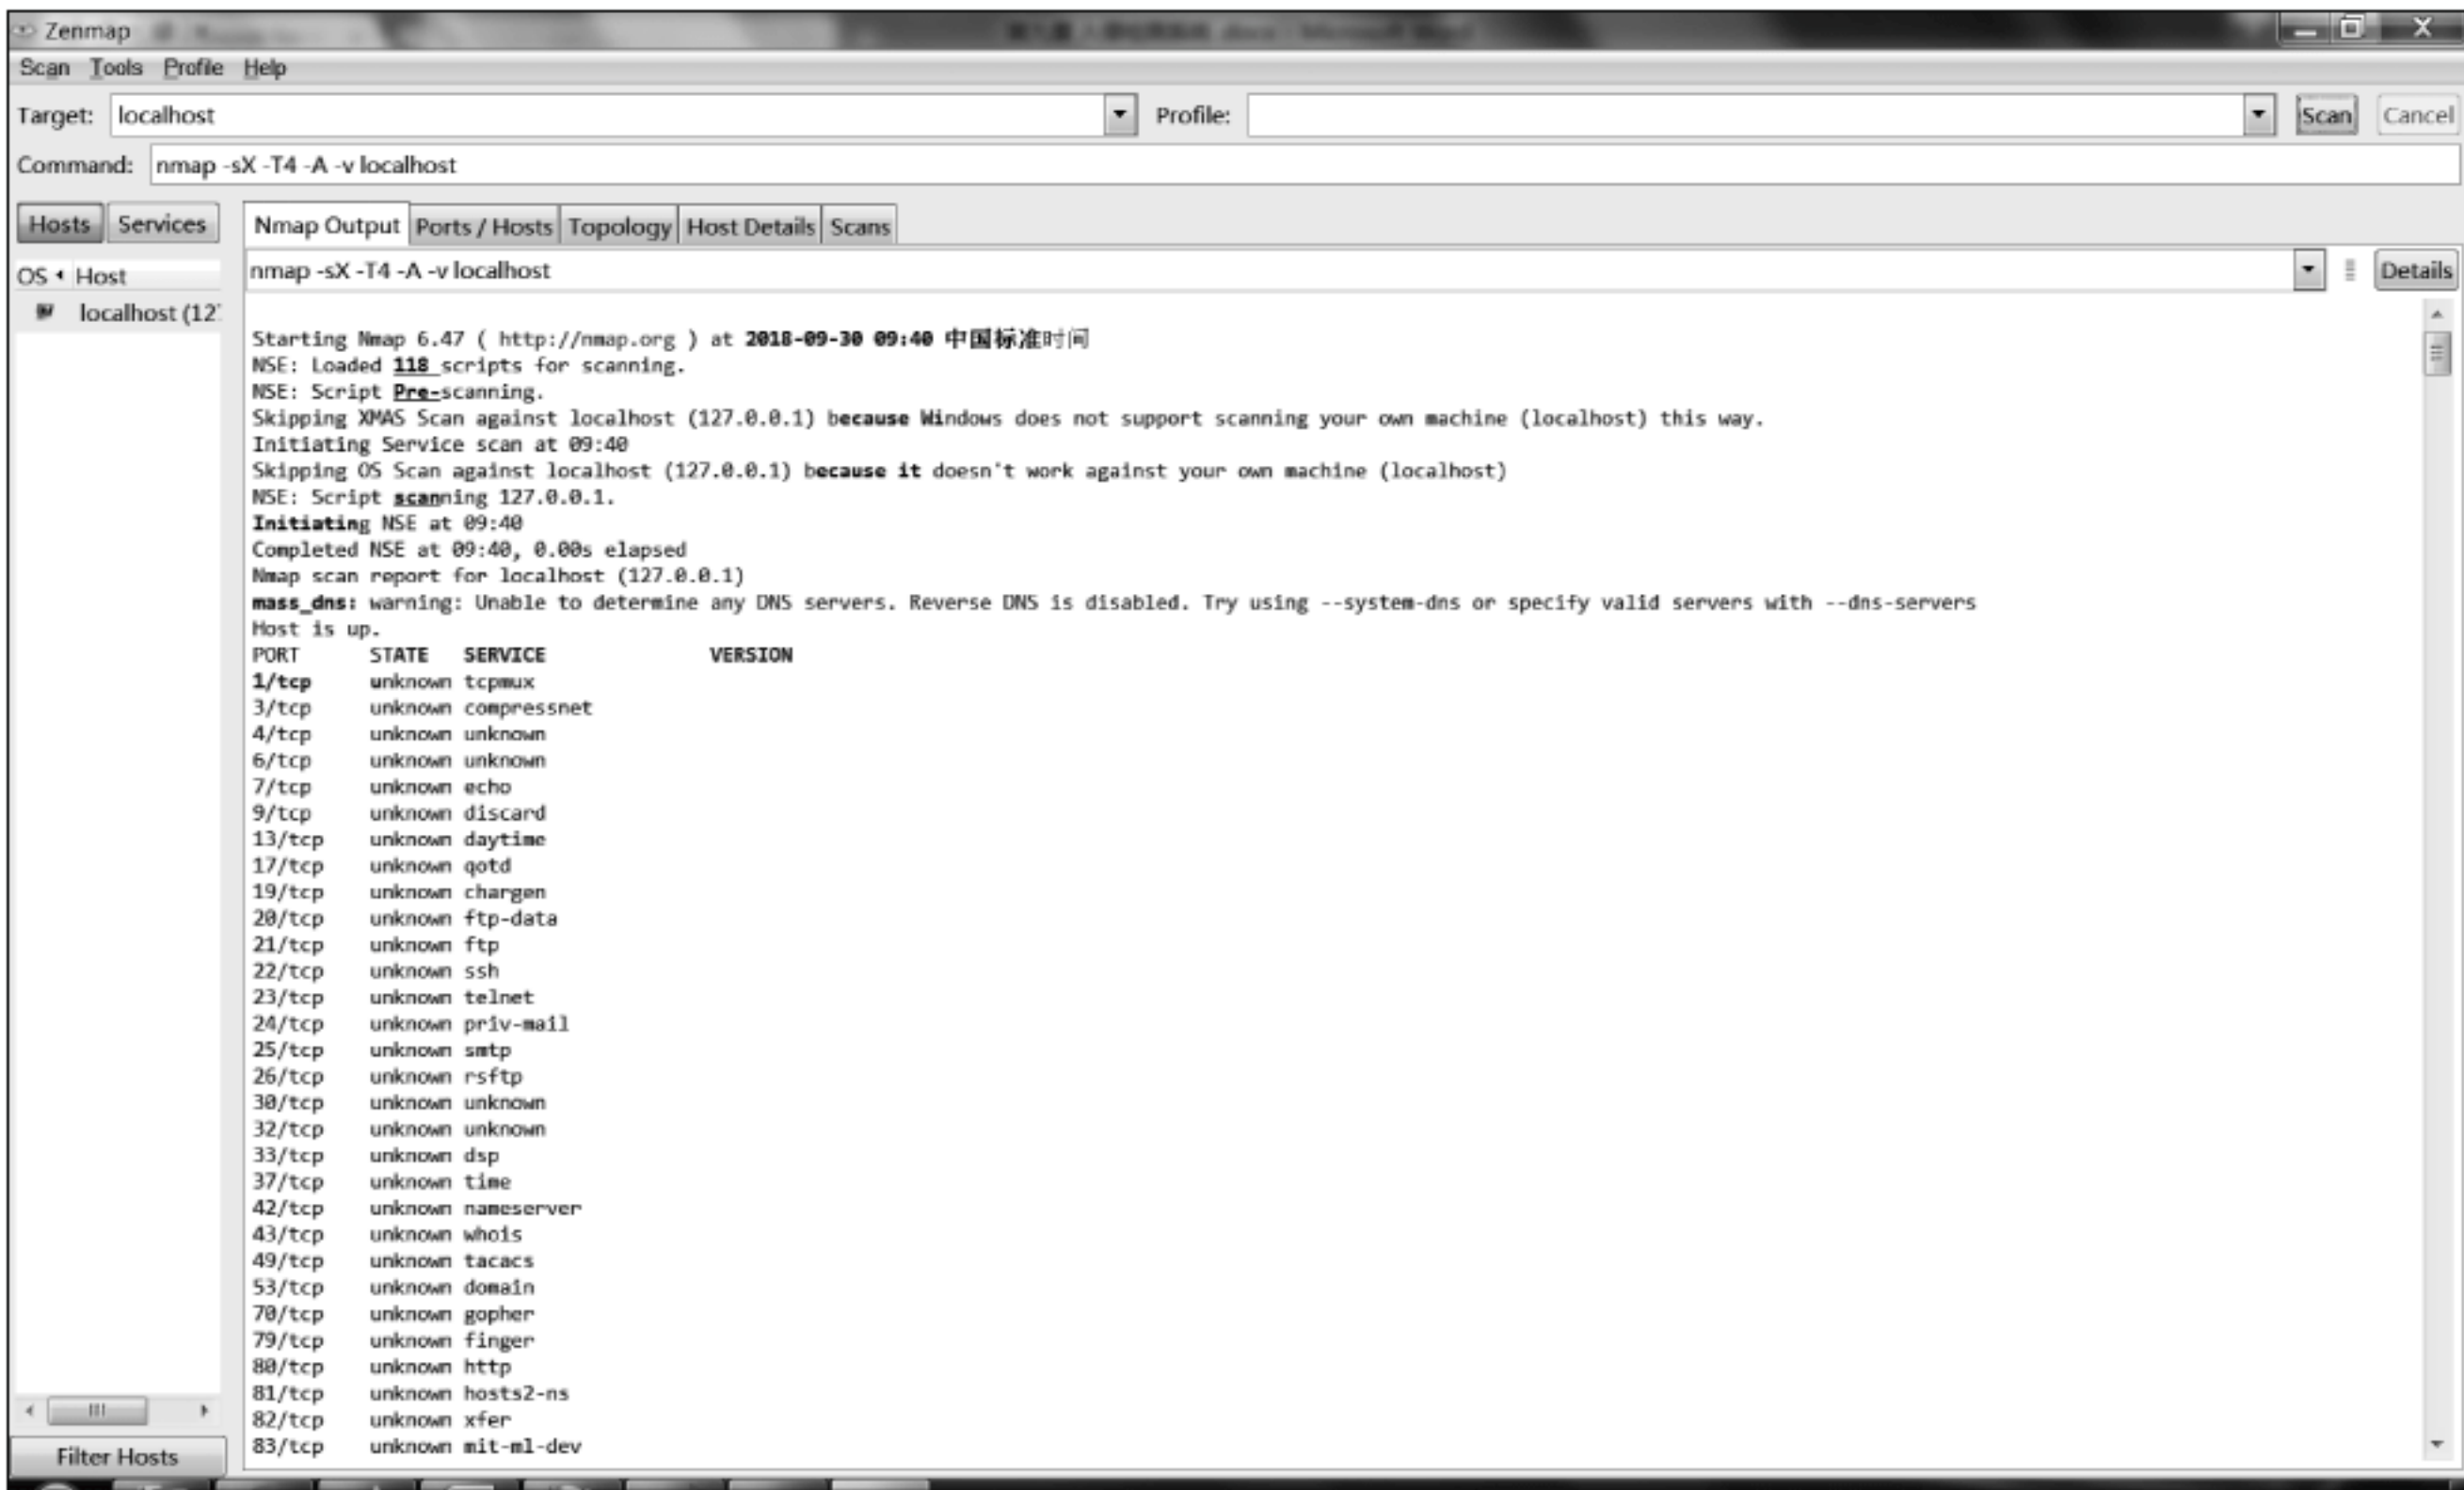 Zenmap
Scan Tools Profile Help
Target: localhost Profile: Scan Cancel
Command: nmap -sX -T4 -A -v localhost
Hosts Services Nmap Output Ports / Hosts Topology Host Details Scans
OS Host nmap -sX -T4 -A -v localhost Details
localhost (12
Starting Nmap 6.47 ( http://nmap.org ) at 2018-09-30 09:40 中国标准时间
NSE: Loaded 118 scripts for scanning.
NSE: Script Pre-scanning.
Skipping XMAS Scan against localhost (127.0.0.1) because Windows does not support scanning your own machine (localhost) this way.
Initiating Service scan at 09:40
Skipping OS Scan against localhost (127.0.0.1) because it doesn't work against your own machine (localhost)
NSE: Script scanning 127.0.0.1.
Initiating NSE at 09:40
Completed NSE at 09:40, 0.00s elapsed
Nmap scan report for localhost (127.0.0.1)
mass_dns: warning: Unable to determine any DNS servers. Reverse DNS is disabled. Try using --system-dns or specify valid servers with --dns-servers
Host is up.
PORT STATE SERVICE VERSION
1/tcp unknown tcpmux
3/tcp unknown compressnet
4/tcp unknown unknown
6/tcp unknown unknown
7/tcp unknown echo
9/tcp unknown discard
13/tcp unknown daytime
17/tcp unknown qotd
19/tcp unknown chargen
20/tcp unknown ftp-data
21/tcp unknown ftp
22/tcp unknown ssh
23/tcp unknown telnet
24/tcp unknown priv-mail
25/tcp unknown smtp
26/tcp unknown rsftp
30/tcp unknown unknown
32/tcp unknown unknown
33/tcp unknown dsp
37/tcp unknown time
42/tcp unknown nameserver
43/tcp unknown whois
49/tcp unknown tacacs
53/tcp unknown domain
70/tcp unknown gopher
79/tcp unknown finger
80/tcp unknown http
81/tcp unknown hosts2-ns
82/tcp unknown xfer
83/tcp unknown mit-ml-dev
Filter Hosts